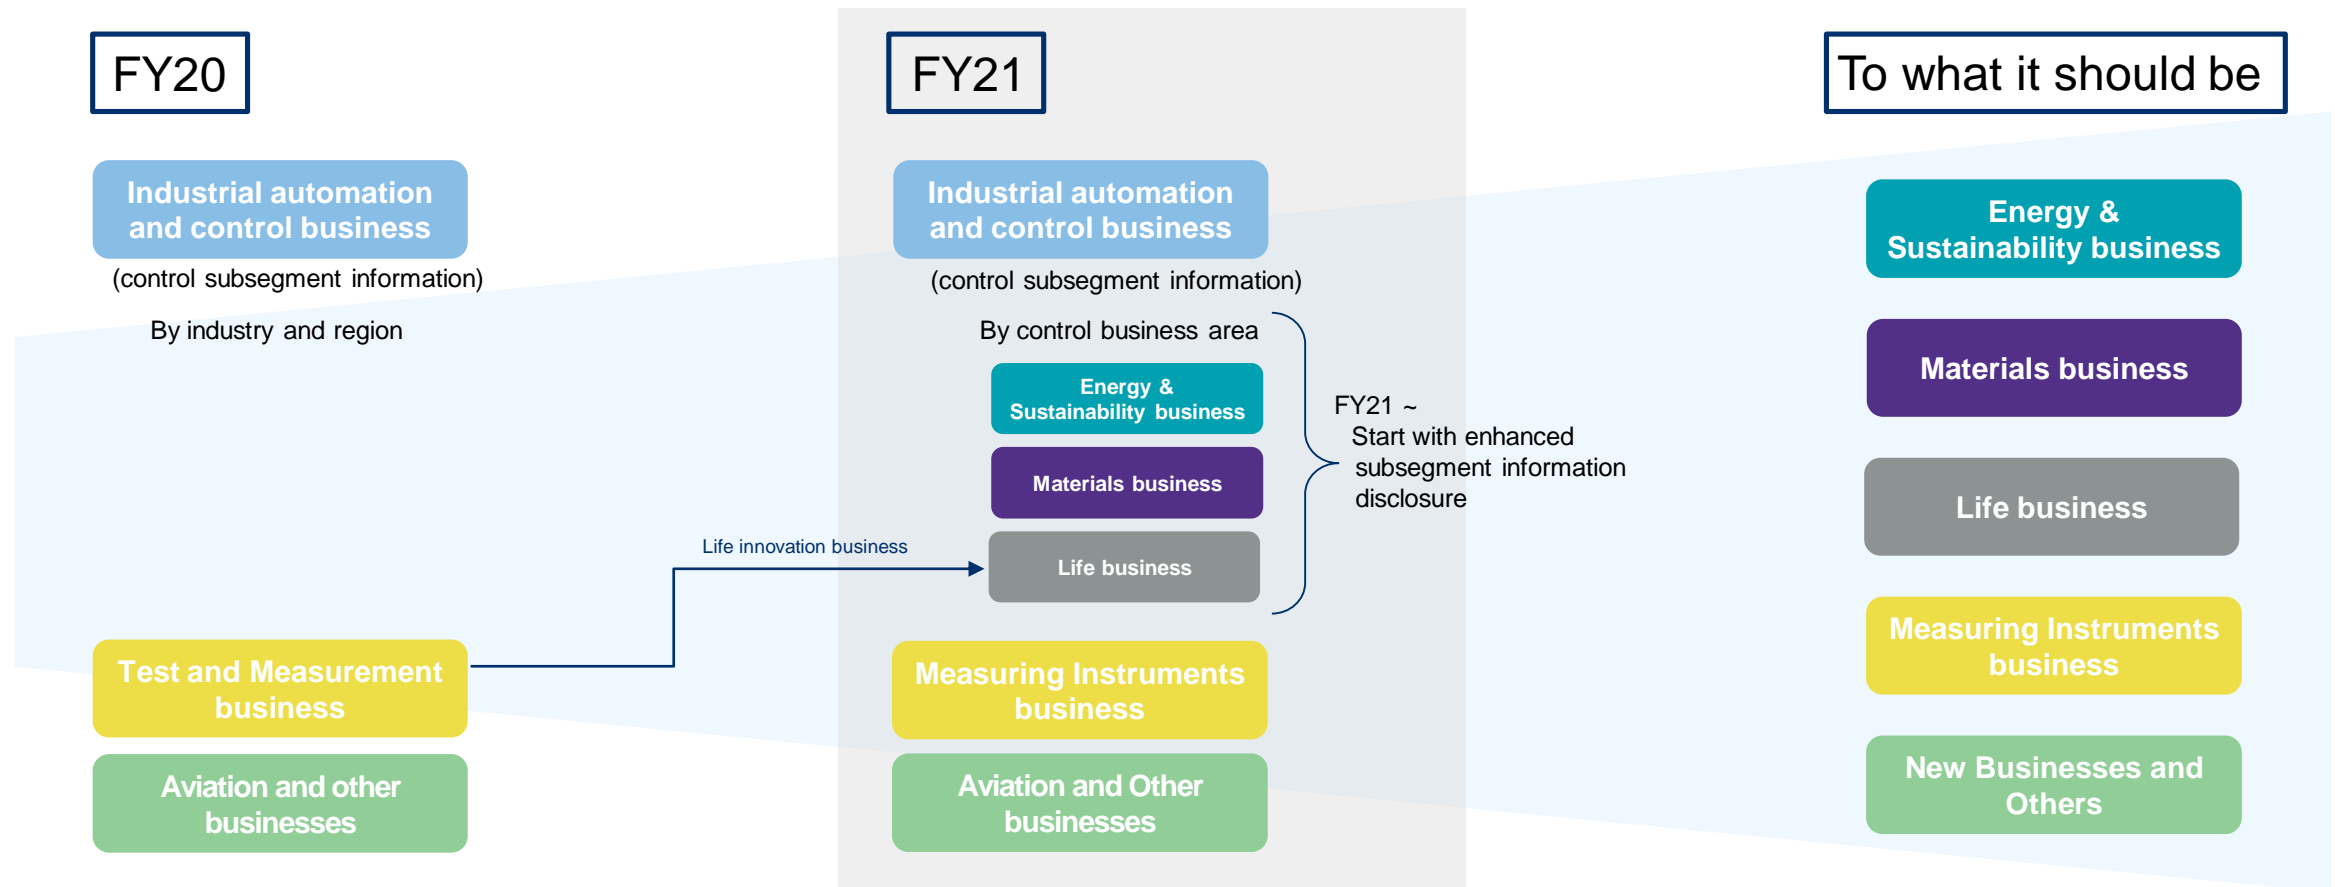 FY20
Industrial automation
and control business
(control subsegment information)
By industry and region
Test and Measurement
business
Aviation and other
businesses
Life innovation business
FY21
Industrial automation
and control business
(control subsegment information)
By control business area
Energy &
Sustainability business
Materials business
Life business
FY21 ~
Start with enhanced
subsegment information
disclosure
Measuring Instruments
business
Aviation and Other
businesses
To what it should be
Energy &
Sustainability business
Materials business
Life business
Measuring Instruments
business
New Businesses and
Others